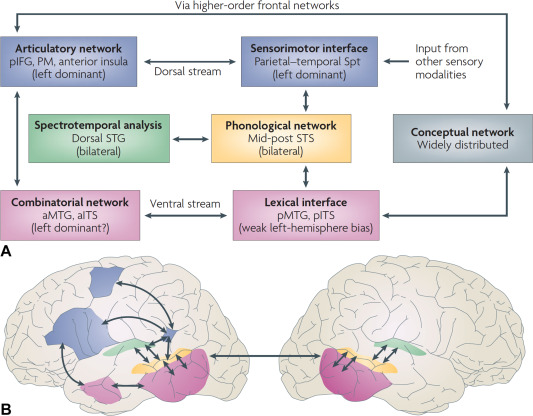 Via higher-order frontal networks
Articulatory network
pIFG, PM, anterior insula
(left dominant)
Dorsal stream
Sensorimotor interface
Parietal–temporal Spt
(left dominant)
Input from
other sensory
modalities
Spectrotemporal analysis
Dorsal STG
(bilateral)
Phonological network
Mid-post STS
(bilateral)
Conceptual network
Widely distributed
Combinatorial network
aMTG, aITS
(left dominant?)
Ventral stream
Lexical interface
pMTG, pITS
(weak left-hemisphere bias)
A
B